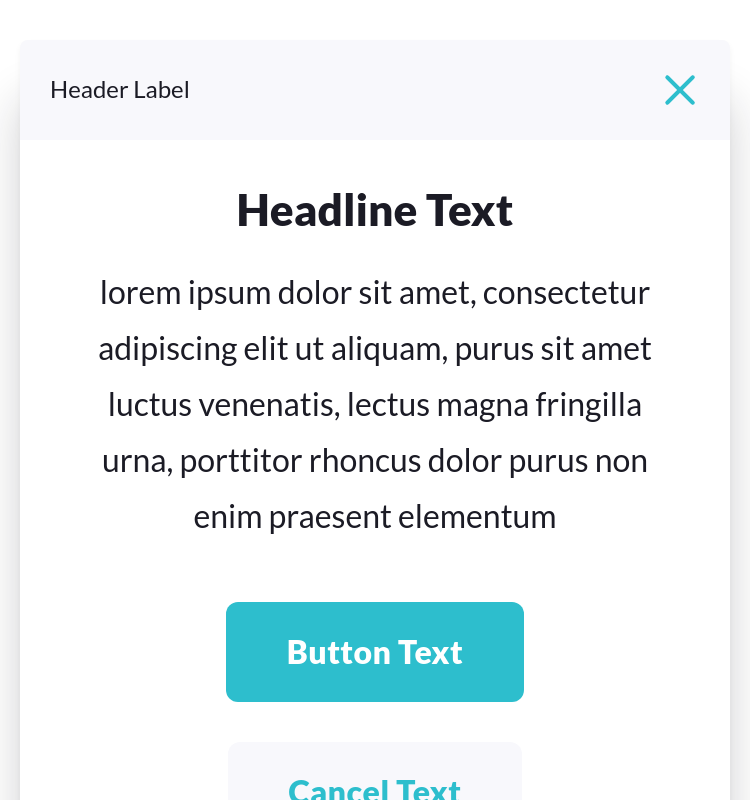 Header Label
Headline Text
lorem ipsum dolor sit amet, consectetur
adipiscing elit ut aliquam, purus sit amet
luctus venenatis, lectus magna fringilla
urna, porttitor rhoncus dolor purus non
enim praesent elementum
Button Text
Cancel Text